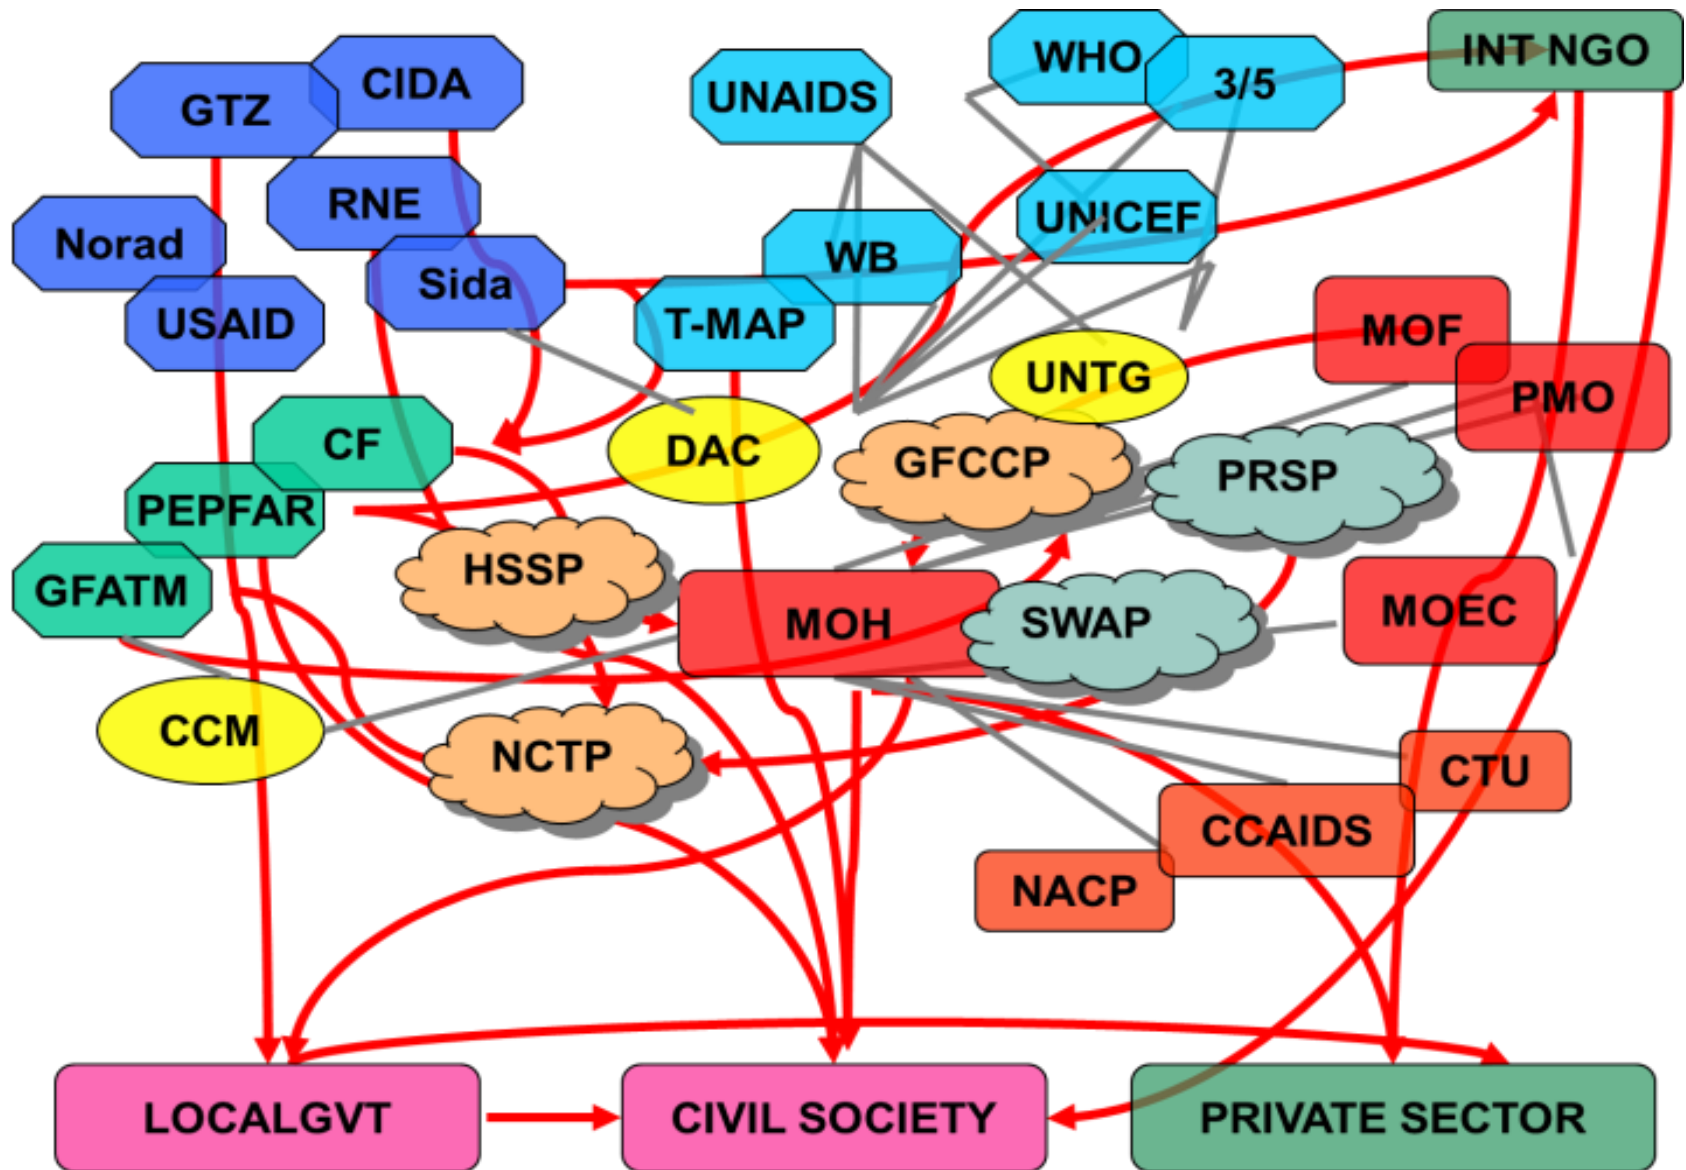 WHO
INT NGO
CIDA
3/5
UNAIDS
GTZ
RNE
UNICEF
Norad
WB
Sida
USAID
T-MAP
MOF
UNTG
PMO
CF
DAC
GFCCP
PRSP
PEPFAR
HSSP
GFATM
MOH
SWAP
MOEC
CCM
NCTP
CTU
CCAIDS
NACP
LOCALGVT
CIVIL SOCIETY
PRIVATE SECTOR